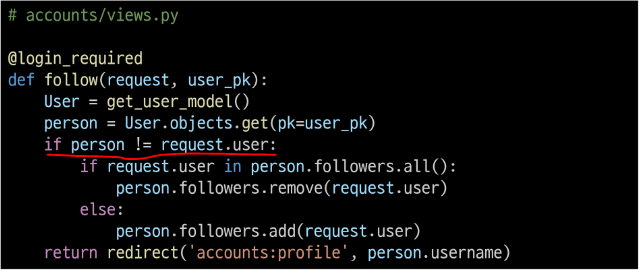 # accounts/views.py

@login_required
def follow(request, user_pk):
    User = get_user_model()
    person = User.objects.get(pk=user_pk)
    if person != request.user:
        if request.user in person.followers.all():
            person.followers.remove(request.user)
        else:
            person.followers.add(request.user)
    return redirect('accounts:profile', person.username)